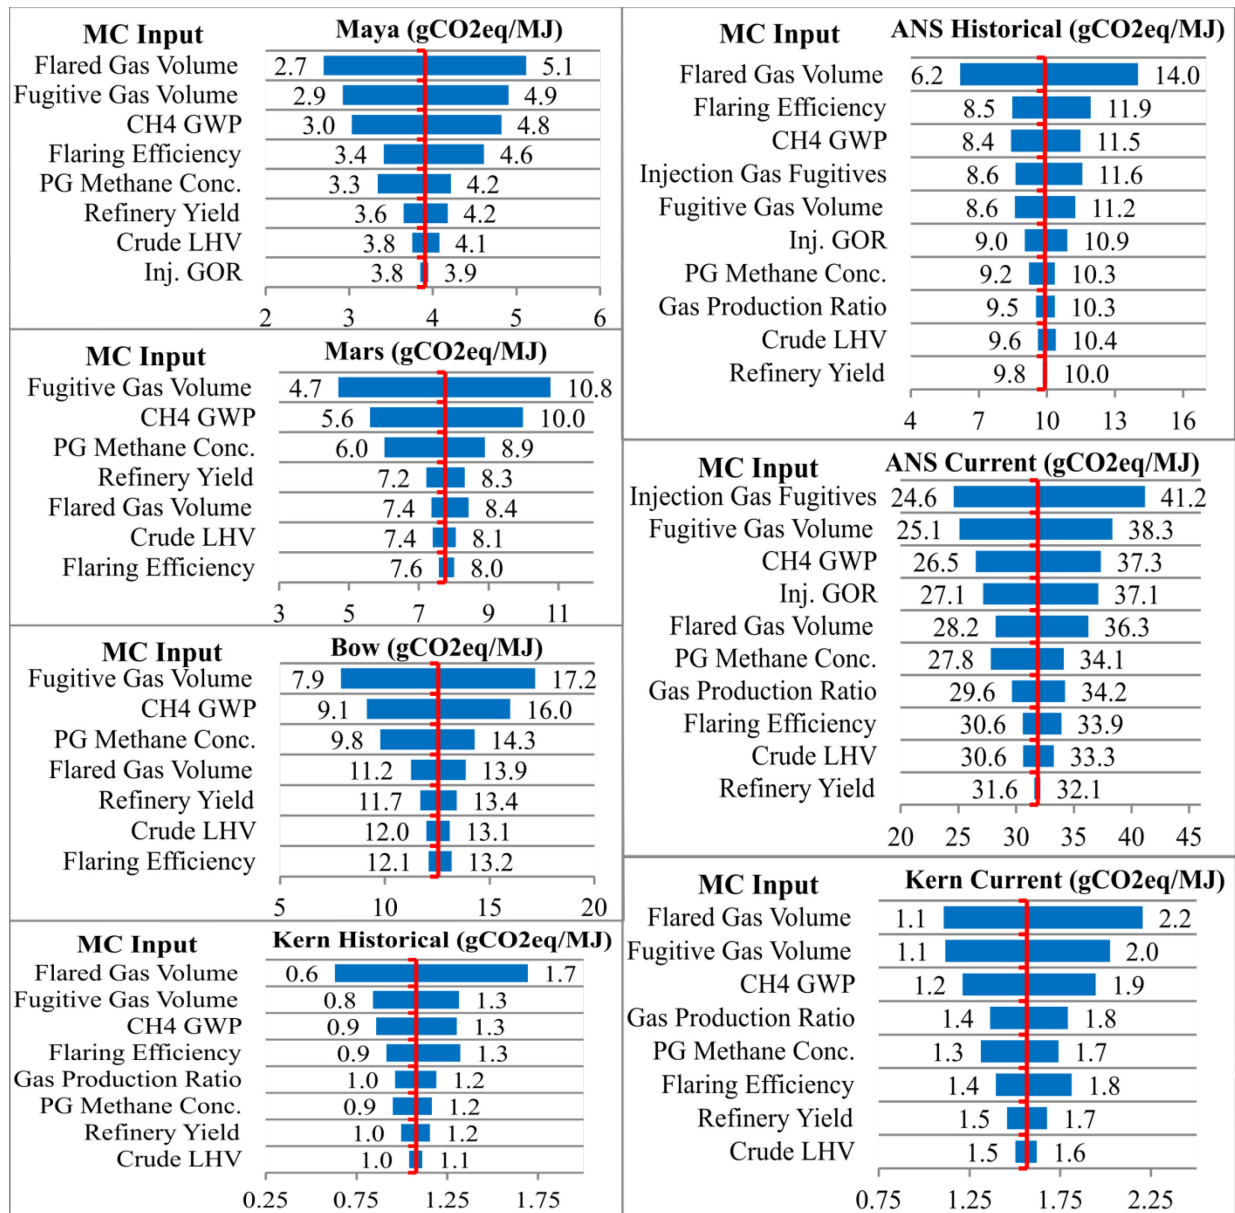 MC Input Maya (gCO2eq/MJ)
Flared Gas Volume 2.7 5.1
Fugitive Gas Volume 2.9 4.9
CH4 GWP 3.0 4.8
Flaring Efficiency 3.4 4.6
PG Methane Conc. 3.3 4.2
Refinery Yield 3.6 4.2
Crude LHV 3.8 4.1
Inj. GOR 3.8 3.9
2 3 4 5 6
MC Input Mars (gCO2eq/MJ)
Fugitive Gas Volume 4.7 10.8
CH4 GWP 5.6 10.0
PG Methane Conc. 6.0 8.9
Refinery Yield 7.2 8.3
Flared Gas Volume 7.4 8.4
Crude LHV 7.4 8.1
Flaring Efficiency 7.6 8.0
3 5 7 9 11
MC Input Bow (gCO2eq/MJ)
Fugitive Gas Volume 7.9 17.2
CH4 GWP 9.1 16.0
PG Methane Conc. 9.8 14.3
Flared Gas Volume 11.2 13.9
Refinery Yield 11.7 13.4
Crude LHV 12.0 13.1
Flaring Efficiency 12.1 13.2
5 10 15 20
MC Input Kern Historical (gCO2eq/MJ)
Flared Gas Volume 0.6 1.7
Fugitive Gas Volume 0.8 1.3
CH4 GWP 0.9 1.3
Flaring Efficiency 0.9 1.3
Gas Production Ratio 1.0 1.2
PG Methane Conc. 0.9 1.2
Refinery Yield 1.0 1.2
Crude LHV 1.0 1.1
0.25 0.75 1.25 1.75
MC Input ANS Historical (gCO2eq/MJ)
Flared Gas Volume 6.2 14.0
Flaring Efficiency 8.5 11.9
CH4 GWP 8.4 11.5
Injection Gas Fugitives 8.6 11.6
Fugitive Gas Volume 8.6 11.2
Inj. GOR 9.0 10.9
PG Methane Conc. 9.2 10.3
Gas Production Ratio 9.5 10.3
Crude LHV 9.6 10.4
Refinery Yield 9.8 10.0
4 7 10 13 16
MC Input ANS Current (gCO2eq/MJ)
Injection Gas Fugitives 24.6 41.2
Fugitive Gas Volume 25.1 38.3
CH4 GWP 26.5 37.3
Inj. GOR 27.1 37.1
Flared Gas Volume 28.2 36.3
PG Methane Conc. 27.8 34.1
Gas Production Ratio 29.6 34.2
Flaring Efficiency 30.6 33.9
Crude LHV 30.6 33.3
Refinery Yield 31.6 32.1
20 25 30 35 40 45
MC Input Kern Current (gCO2eq/MJ)
Flared Gas Volume 1.1 2.2
Fugitive Gas Volume 1.1 2.0
CH4 GWP 1.2 1.9
Gas Production Ratio 1.4 1.8
PG Methane Conc. 1.3 1.7
Flaring Efficiency 1.4 1.8
Refinery Yield 1.5 1.7
Crude LHV 1.5 1.6
0.75 1.25 1.75 2.25